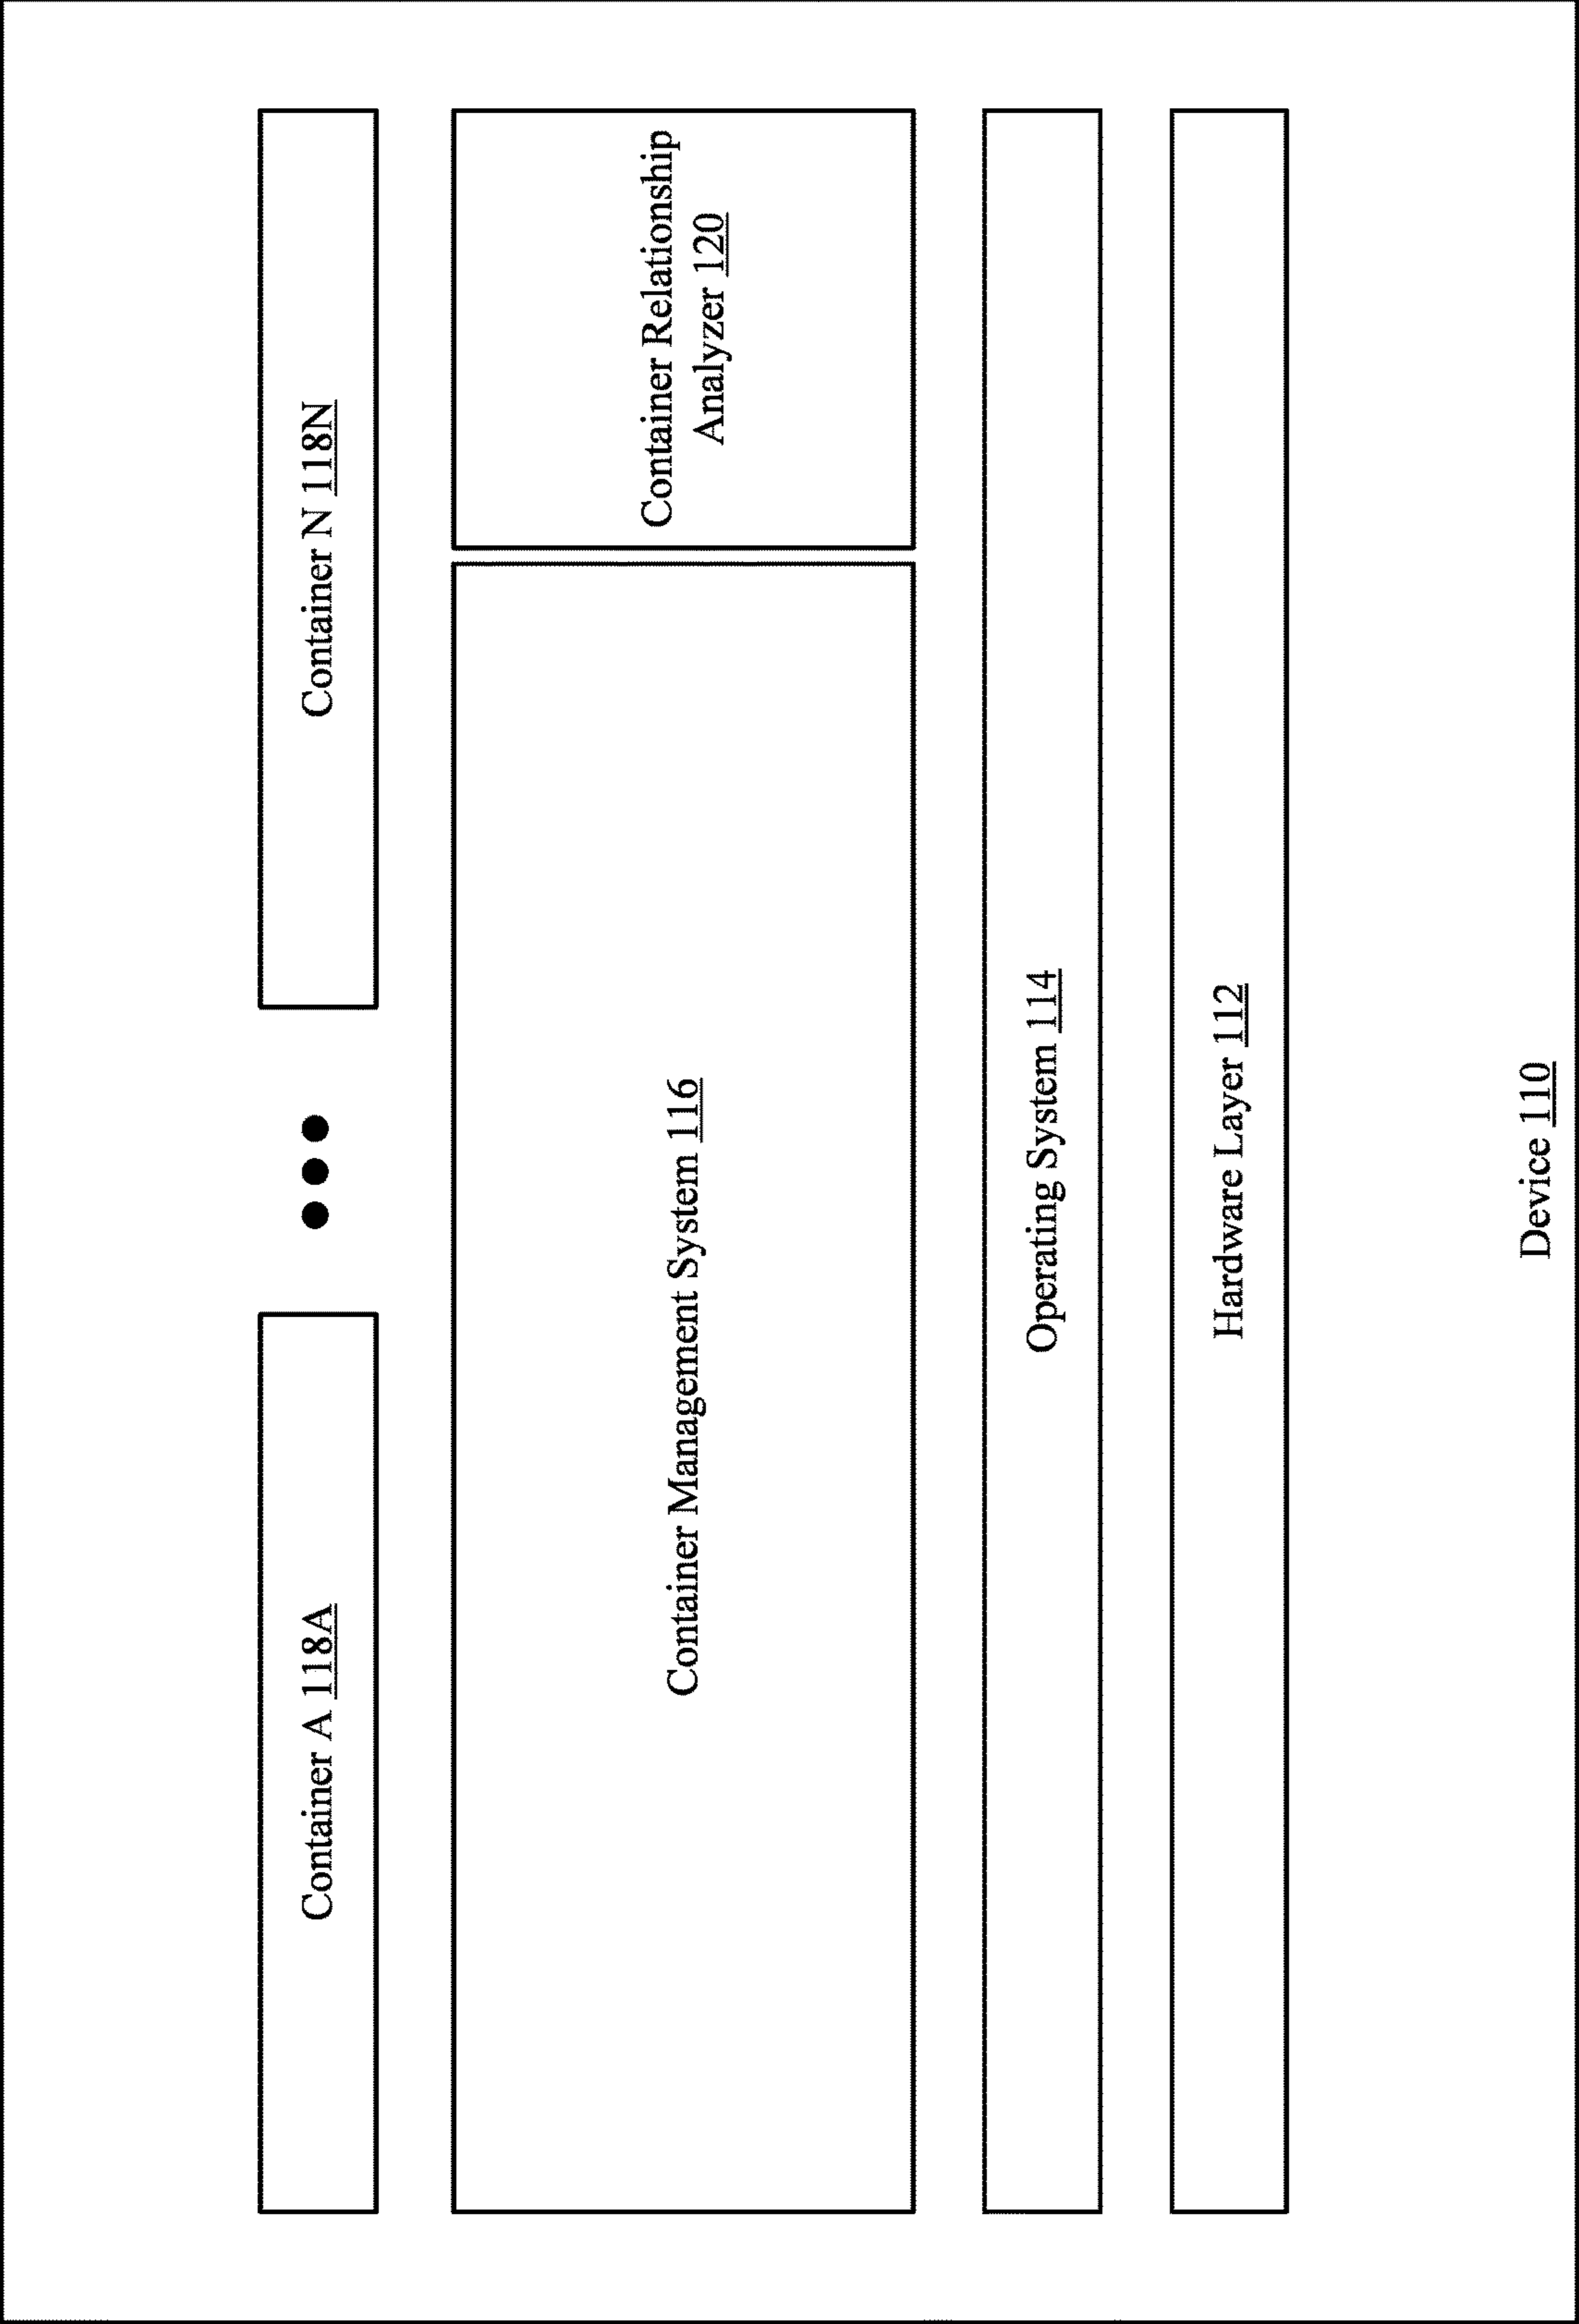 Container A 118A
Container N 118N
Container Management System 116
Container Relationship
Analyzer 120
Operating System 114
Hardware Layer 112
Device 110